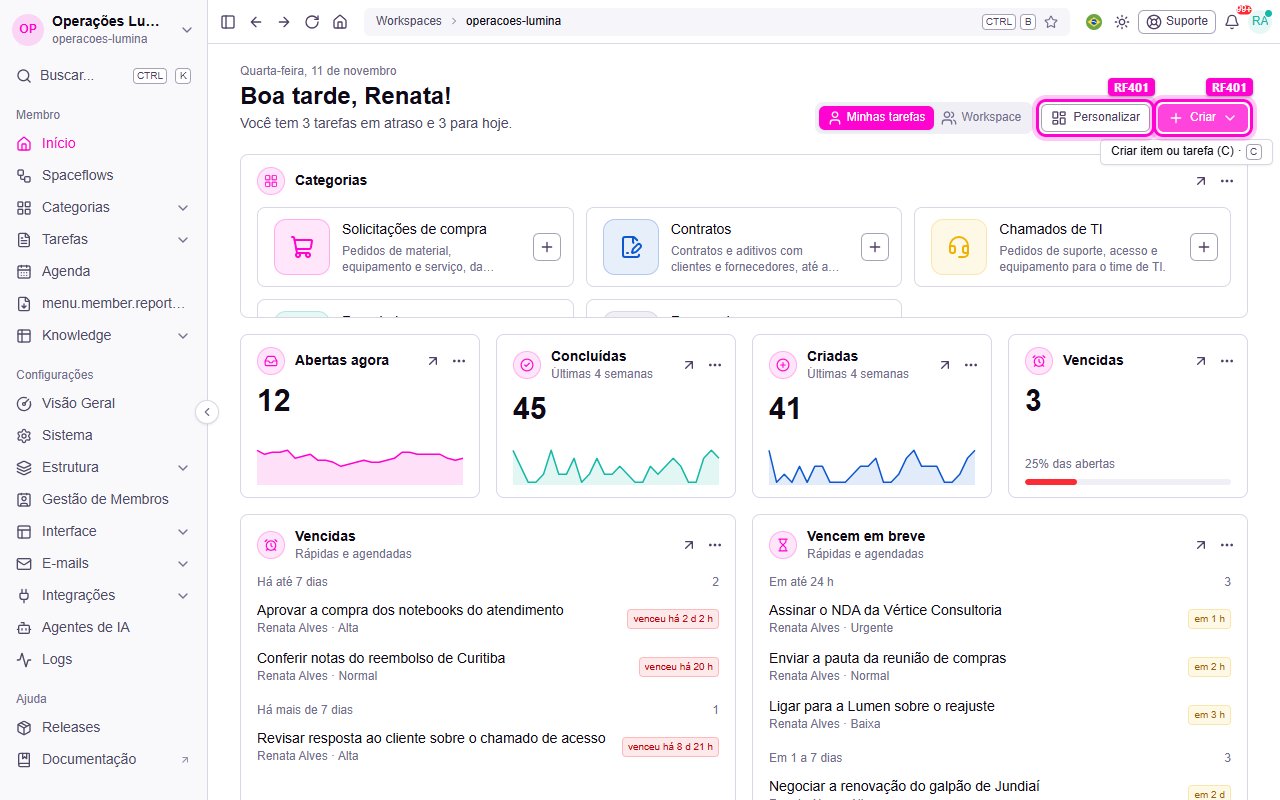 OP
Operações Lu...
operacoes-lumina
Buscar...
CTRL
K
Membro
Início
Spaceflows
Categorias
Tarefas
Agenda
menu.member.report...
Knowledge
Configurações
Visão Geral
Sistema
Estrutura
Gestão de Membros
Interface
E-mails
Integrações
Agentes de IA
Logs
Ajuda
Releases
Documentação
Workspaces
operacoes-lumina
CTRL
B
Suporte
99+
RA
Quarta-feira, 11 de novembro
Boa tarde, Renata!
Você tem 3 tarefas em atraso e 3 para hoje.
Minhas tarefas
Workspace
RF401
Personalizar
RF401
Criar
Criar item ou tarefa (C) · C
Categorias
Solicitações de compra
Pedidos de material,
equipamento e serviço, da...
Contratos
Contratos e aditivos com
clientes e fornecedores, até a...
Chamados de TI
Pedidos de suporte, acesso e
equipamento para o time de TI.
Abertas agora
12
Concluídas
Últimas 4 semanas
45
Criadas
Últimas 4 semanas
41
Vencidas
3
25% das abertas
Vencidas
Rápidas e agendadas
Há até 7 dias
2
Aprovar a compra dos notebooks do atendimento
Renata Alves · Alta
venceu há 2 d 2 h
Conferir notas do reembolso de Curitiba
Renata Alves · Normal
venceu há 20 h
Há mais de 7 dias
1
Revisar resposta ao cliente sobre o chamado de acesso
Renata Alves · Alta
venceu há 8 d 21 h
Vencem em breve
Rápidas e agendadas
Em até 24 h
3
Assinar o NDA da Vértice Consultoria
Renata Alves · Urgente
em 1 h
Enviar a pauta da reunião de compras
Renata Alves · Normal
em 2 h
Ligar para a Lumen sobre o reajuste
Renata Alves · Baixa
em 3 h
Em 1 a 7 dias
3
Negociar a renovação do galpão de Jundiaí
em 2 d